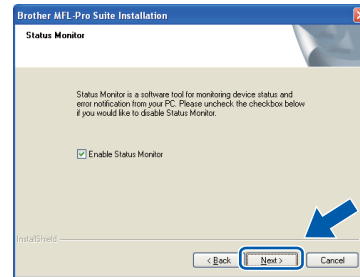 Brother MFL-Pro Suite Installation
Status Monitor
Status Monitor is a software tool for monitoring device status and
error notification from your PC. Please uncheck the checkbox below
if you would like to disable Status Monitor.
Enable Status Monitor
InstallShield
< Back Next > Cancel